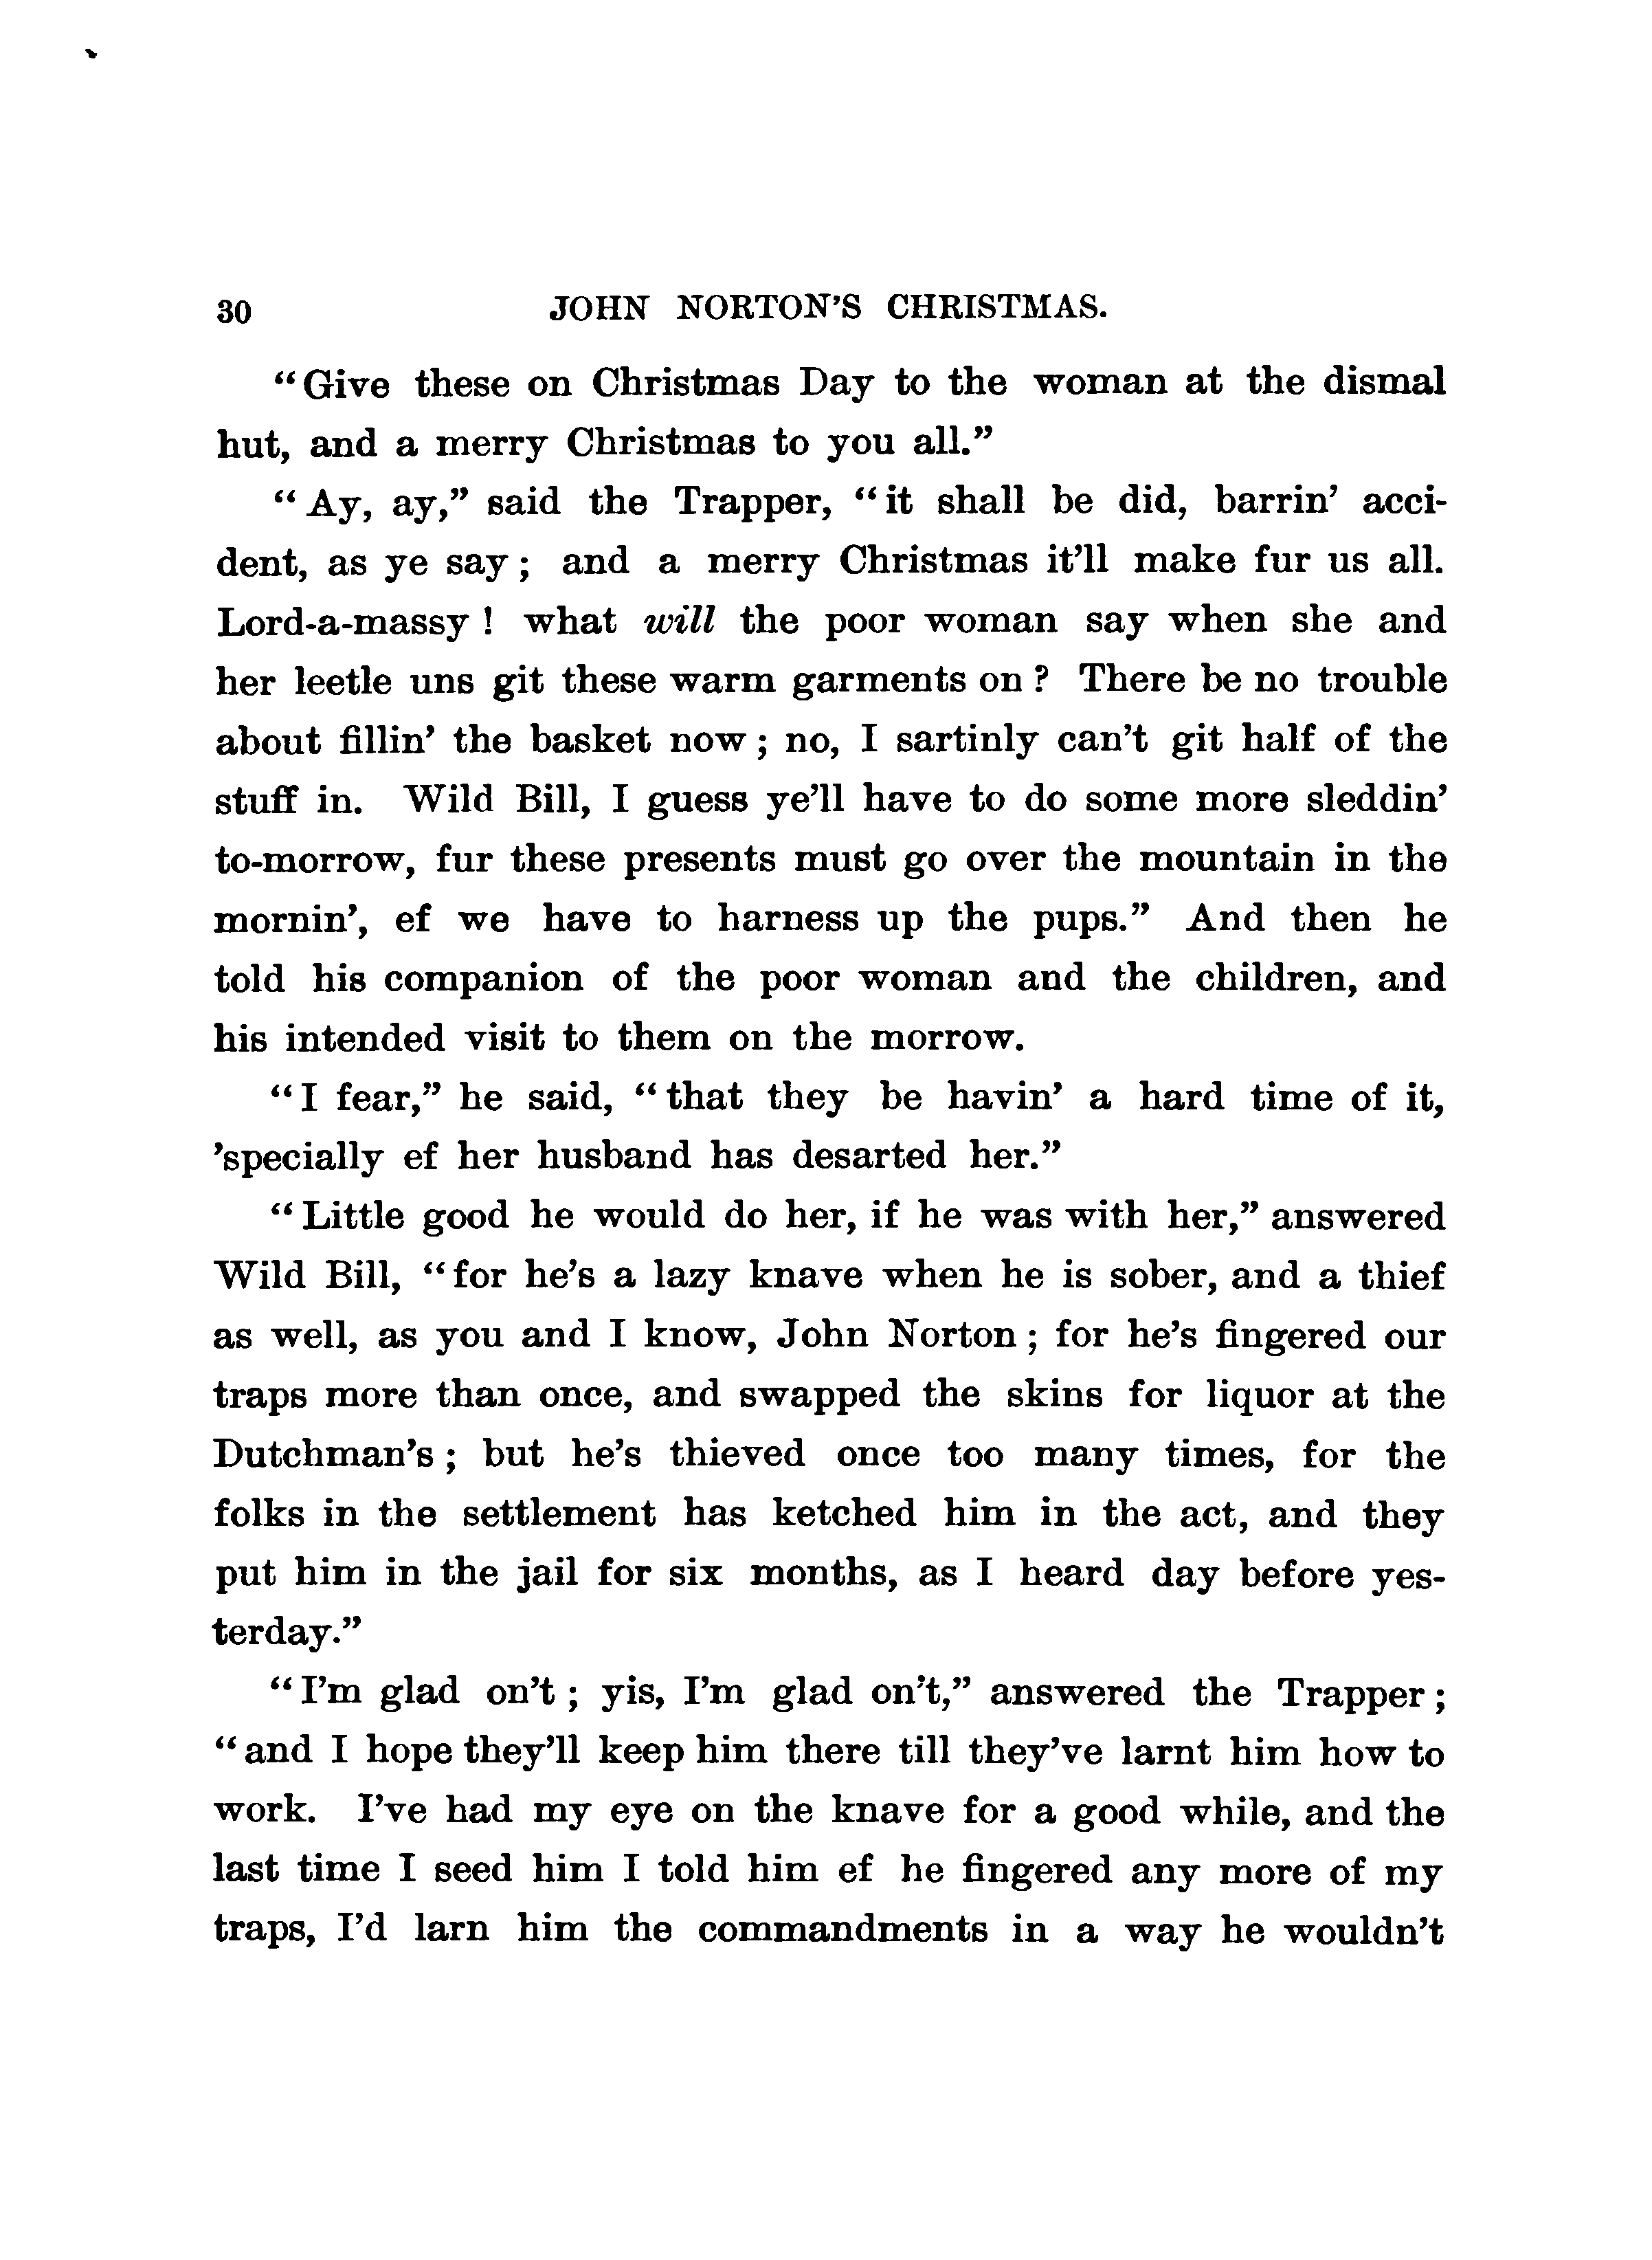 30 JOHN NORTON'S CHRISTMAS.
“Give these on Christmas Day to the woman at the dismal
hut, and a merry Christmas to you all.”
“Ay, ay,” said the Trapper, “it shall be did, barrin’ acci-
dent, as ye say; and a merry Christmas it’ll make fur us all.
Lord-a-massy! what will the poor woman say when she and
her leetle uns git these warm garments on? There be no trouble
about fillin’ the basket now; no, I sartinly can’t git half of the
stuff in. Wild Bill, I guess ye’ll have to do some more sleddin’
to-morrow, fur these presents must go over the mountain in the
mornin’, ef we have to harness up the pups.” And then he
told his companion of the poor woman and the children, and
his intended visit to them on the morrow.
“I fear,” he said, “that they be havin’ a hard time of it,
’specially ef her husband has desarted her.”
“Little good he would do her, if he was with her,” answered
Wild Bill, “for he’s a lazy knave when he is sober, and a thief
as well, as you and I know, John Norton; for he’s fingered our
traps more than once, and swapped the skins for liquor at the
Dutchman’s; but he’s thieved once too many times, for the
folks in the settlement has ketched him in the act, and they
put him in the jail for six months, as I heard day before yes-
terday.”
“I’m glad on’t; yis, I’m glad on’t,” answered the Trapper;
“and I hope they’ll keep him there till they’ve larnt him how to
work. I’ve had my eye on the knave for a good while, and the
last time I seed him I told him ef he fingered any more of my
traps, I’d larn him the commandments in a way he wouldn’t